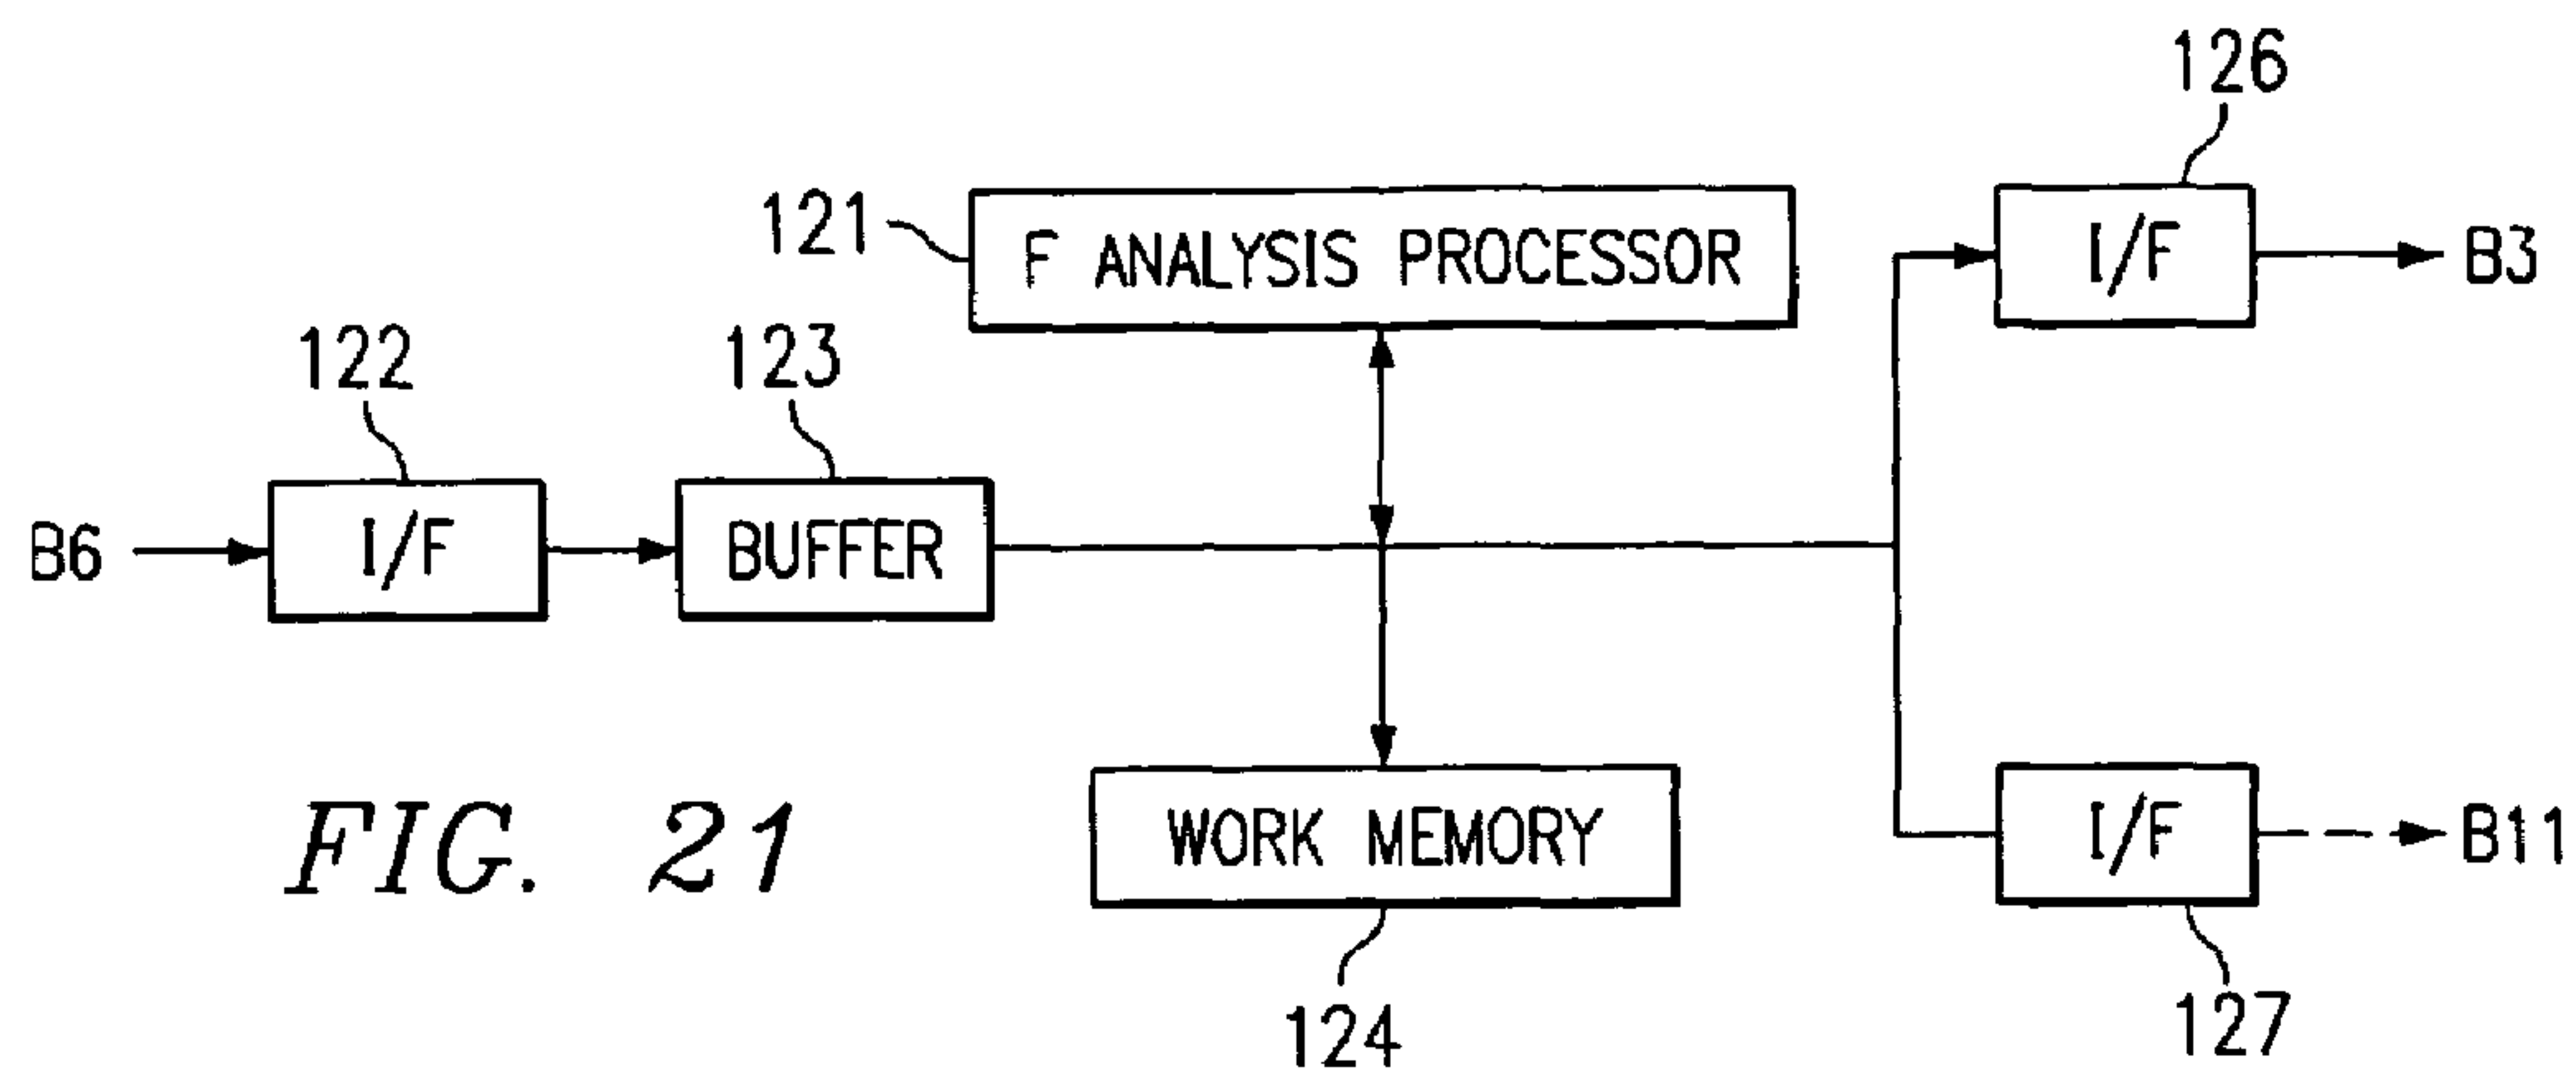 126
121
F ANALYSIS PROCESSOR
I/F
B3
122
123
B6
I/F
BUFFER
WORK MEMORY
I/F
B11
FIG. 21
124
127